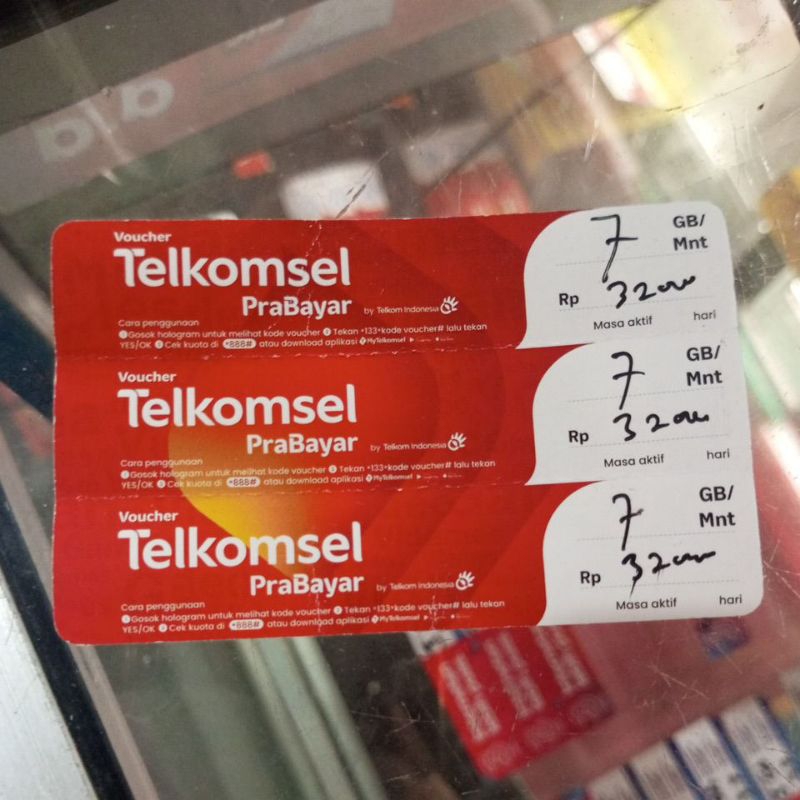 Voucher
Telkomsel
PraBayar by Telkom Indonesia
Cara penggunaan
1 Gosok hologram untuk melihat kode voucher 2 Tekan *133*kode voucher# lalu tekan
YES/OK 3 Cek kuota di *888# atau download aplikasi MyTelkomsel
7 GB/
Mnt
Rp 32000
Masa aktif hari
Voucher
Telkomsel
PraBayar by Telkom Indonesia
Cara penggunaan
1 Gosok hologram untuk melihat kode voucher 2 Tekan *133*kode voucher# lalu tekan
YES/OK 3 Cek kuota di *888# atau download aplikasi MyTelkomsel
7 GB/
Mnt
Rp 32000
Masa aktif hari
Voucher
Telkomsel
PraBayar by Telkom Indonesia
Cara penggunaan
1 Gosok hologram untuk melihat kode voucher 2 Tekan *133*kode voucher# lalu tekan
YES/OK 3 Cek kuota di *888# atau download aplikasi MyTelkomsel
7 GB/
Mnt
Rp 32000
Masa aktif hari